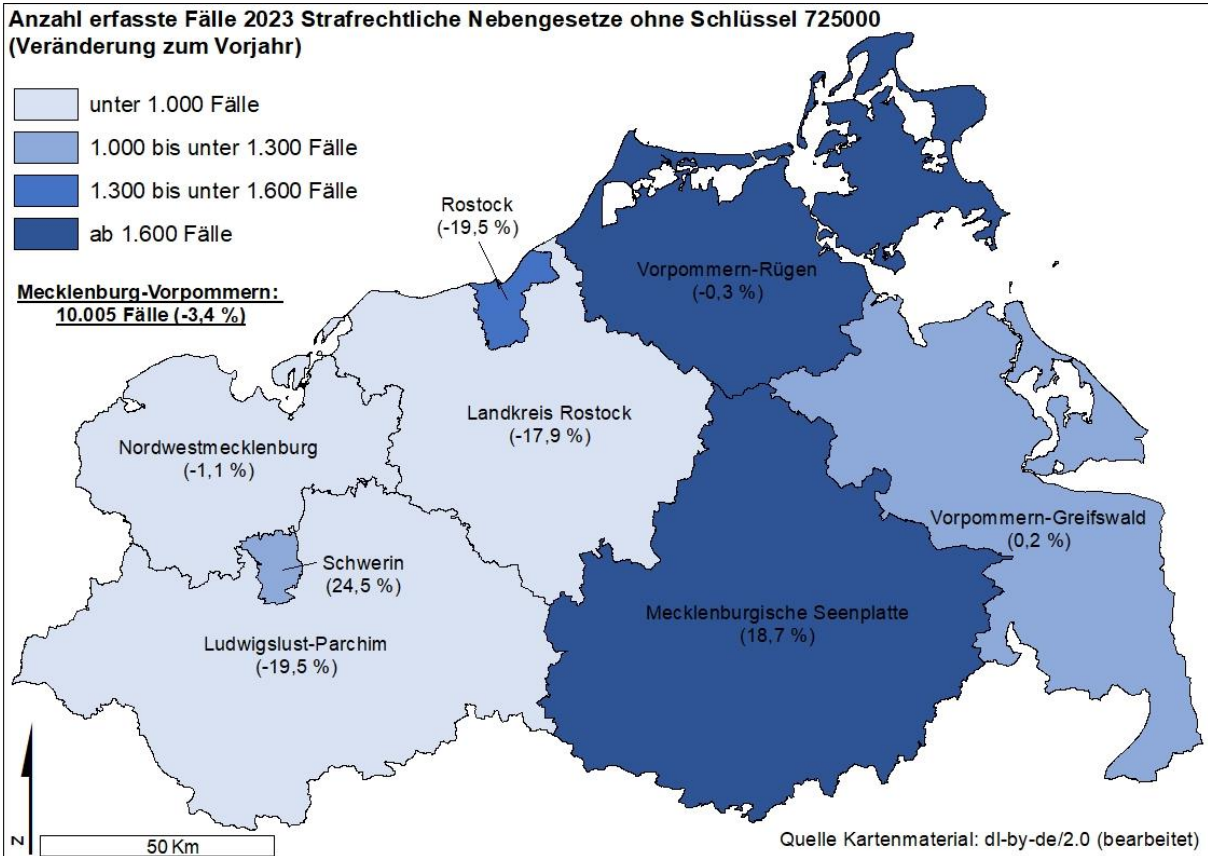 Anzahl erfasste Fälle 2023 Strafrechtliche Nebengesetze ohne Schlüssel 725000
(Veränderung zum Vorjahr)
unter 1.000 Fälle
1.000 bis unter 1.300 Fälle
1.300 bis unter 1.600 Fälle
ab 1.600 Fälle
Mecklenburg-Vorpommern:
10.005 Fälle (-3,4 %)
Rostock
(-19,5 %)
Vorpommern-Rügen
(-0,3 %)
Landkreis Rostock
(-17,9 %)
Nordwestmecklenburg
(-1,1 %)
Vorpommern-Greifswald
(0,2 %)
Schwerin
(24,5 %)
Mecklenburgische Seenplatte
(18,7 %)
Ludwigslust-Parchim
(-19,5 %)
N
50 Km
Quelle Kartenmaterial: dl-by-de/2.0 (bearbeitet)